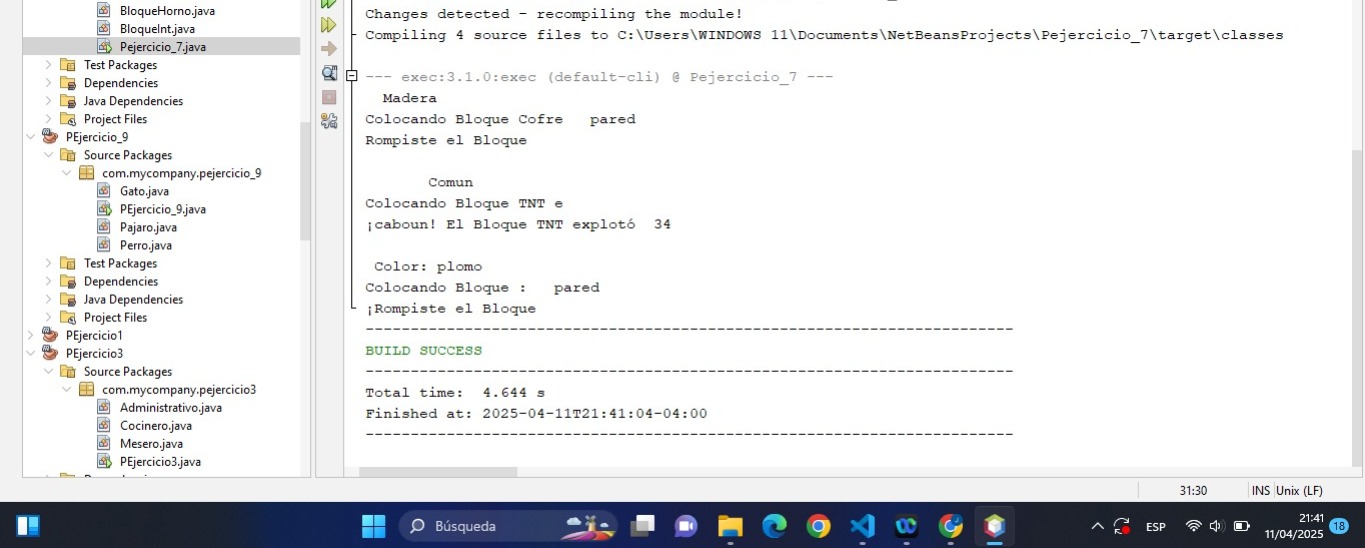 BloqueHorno.java
BloqueInt.java
Pejercicio_7.java
Test Packages
Dependencies
Java Dependencies
Project Files
PEjercicio_9
Source Packages
com.mycompany.pejercicio_9
Gato.java
PEjercicio_9.java
Pajaro.java
Perro.java
Test Packages
Dependencies
Java Dependencies
Project Files
PEjercicio1
PEjercicio3
Source Packages
com.mycompany.pejercicio3
Administrativo.java
Cocinero.java
Mesero.java
PEjercicio3.java
Changes detected - recompiling the module!
Compiling 4 source files to C:\Users\WINDOWS 11\Documents\NetBeansProjects\Pejercicio_7\target\classes
--- exec:3.1.0:exec (default-cli) @ Pejercicio_7 ---
Madera
Colocando Bloque Cofre   pared
Rompiste el Bloque
Comun
Colocando Bloque TNT e
¡caboun! El Bloque TNT explotó  34
Color: plomo
Colocando Bloque :   pared
¡Rompiste el Bloque
------------------------------------------------------------------------
BUILD SUCCESS
------------------------------------------------------------------------
Total time:  4.644 s
Finished at: 2025-04-11T21:41:04-04:00
------------------------------------------------------------------------
31:30 INS Unix (LF)
Búsqueda
ESP
21:41
11/04/2025
18